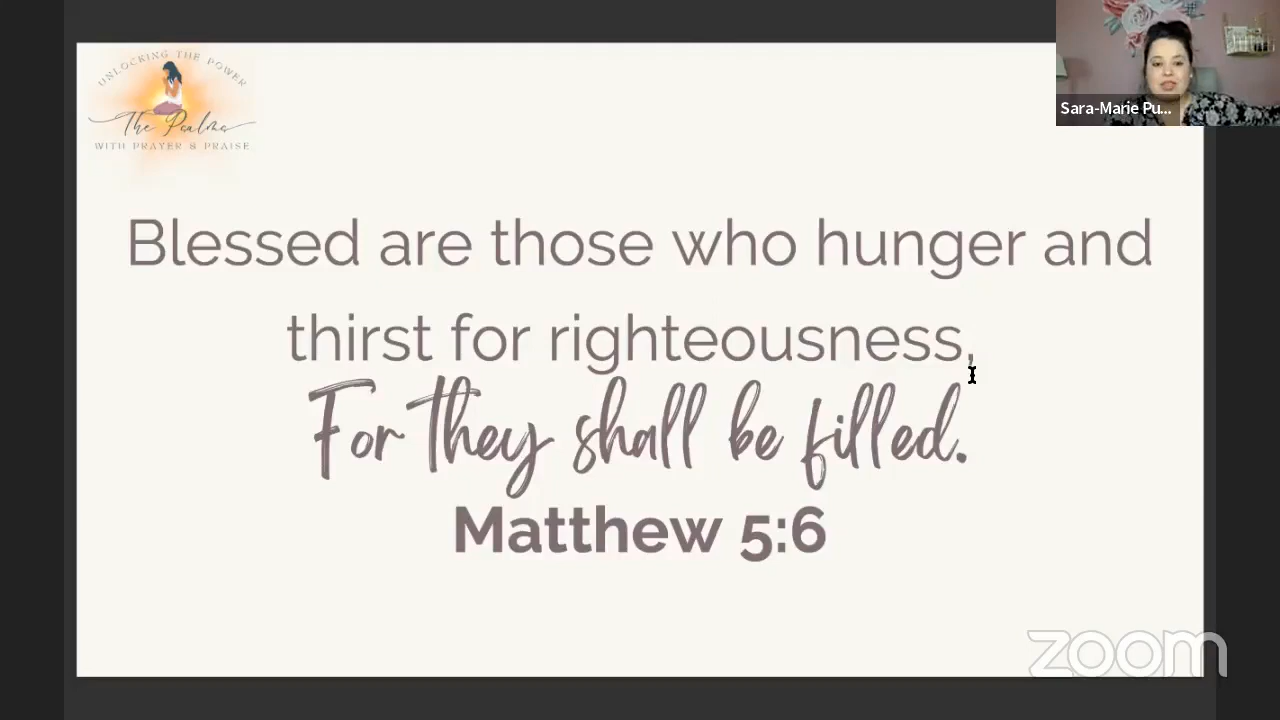 UNLOCKING THE POWER
The Psalms
WITH PRAYER & PRAISE
Sara-Marie Pu...
Blessed are those who hunger and
thirst for righteousness,
For they shall be filled.
Matthew 5:6
zoom